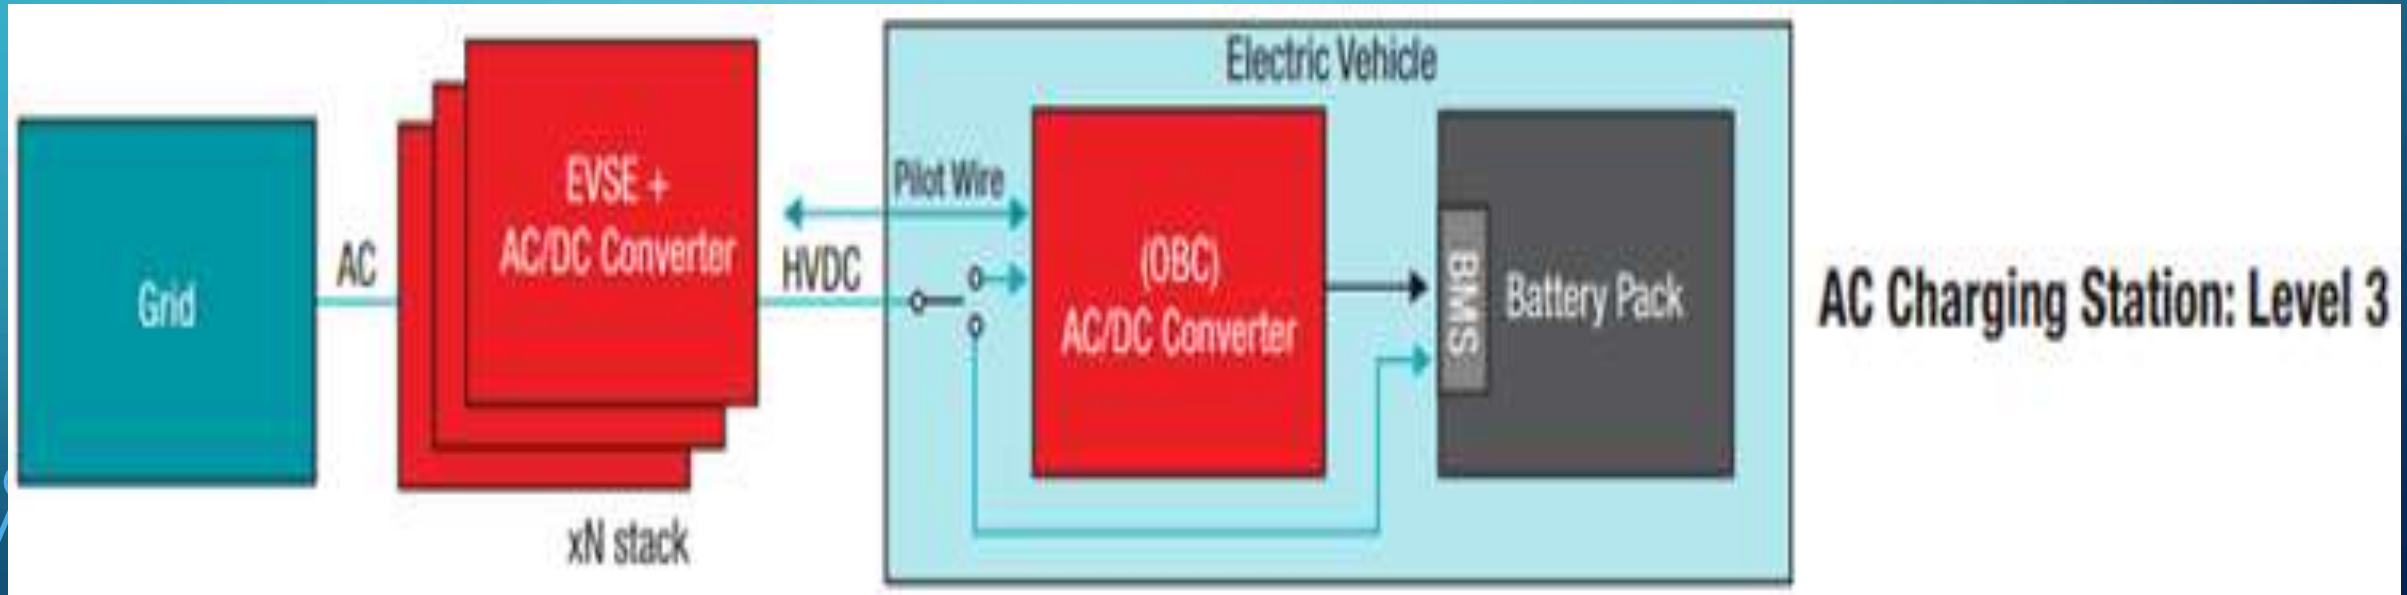 Grid
AC
EVSE +
AC/DC Converter
xN stack
HVDC
Electric Vehicle
Pilot Wire
(OBC)
AC/DC Converter
BMS
Battery Pack
AC Charging Station: Level 3